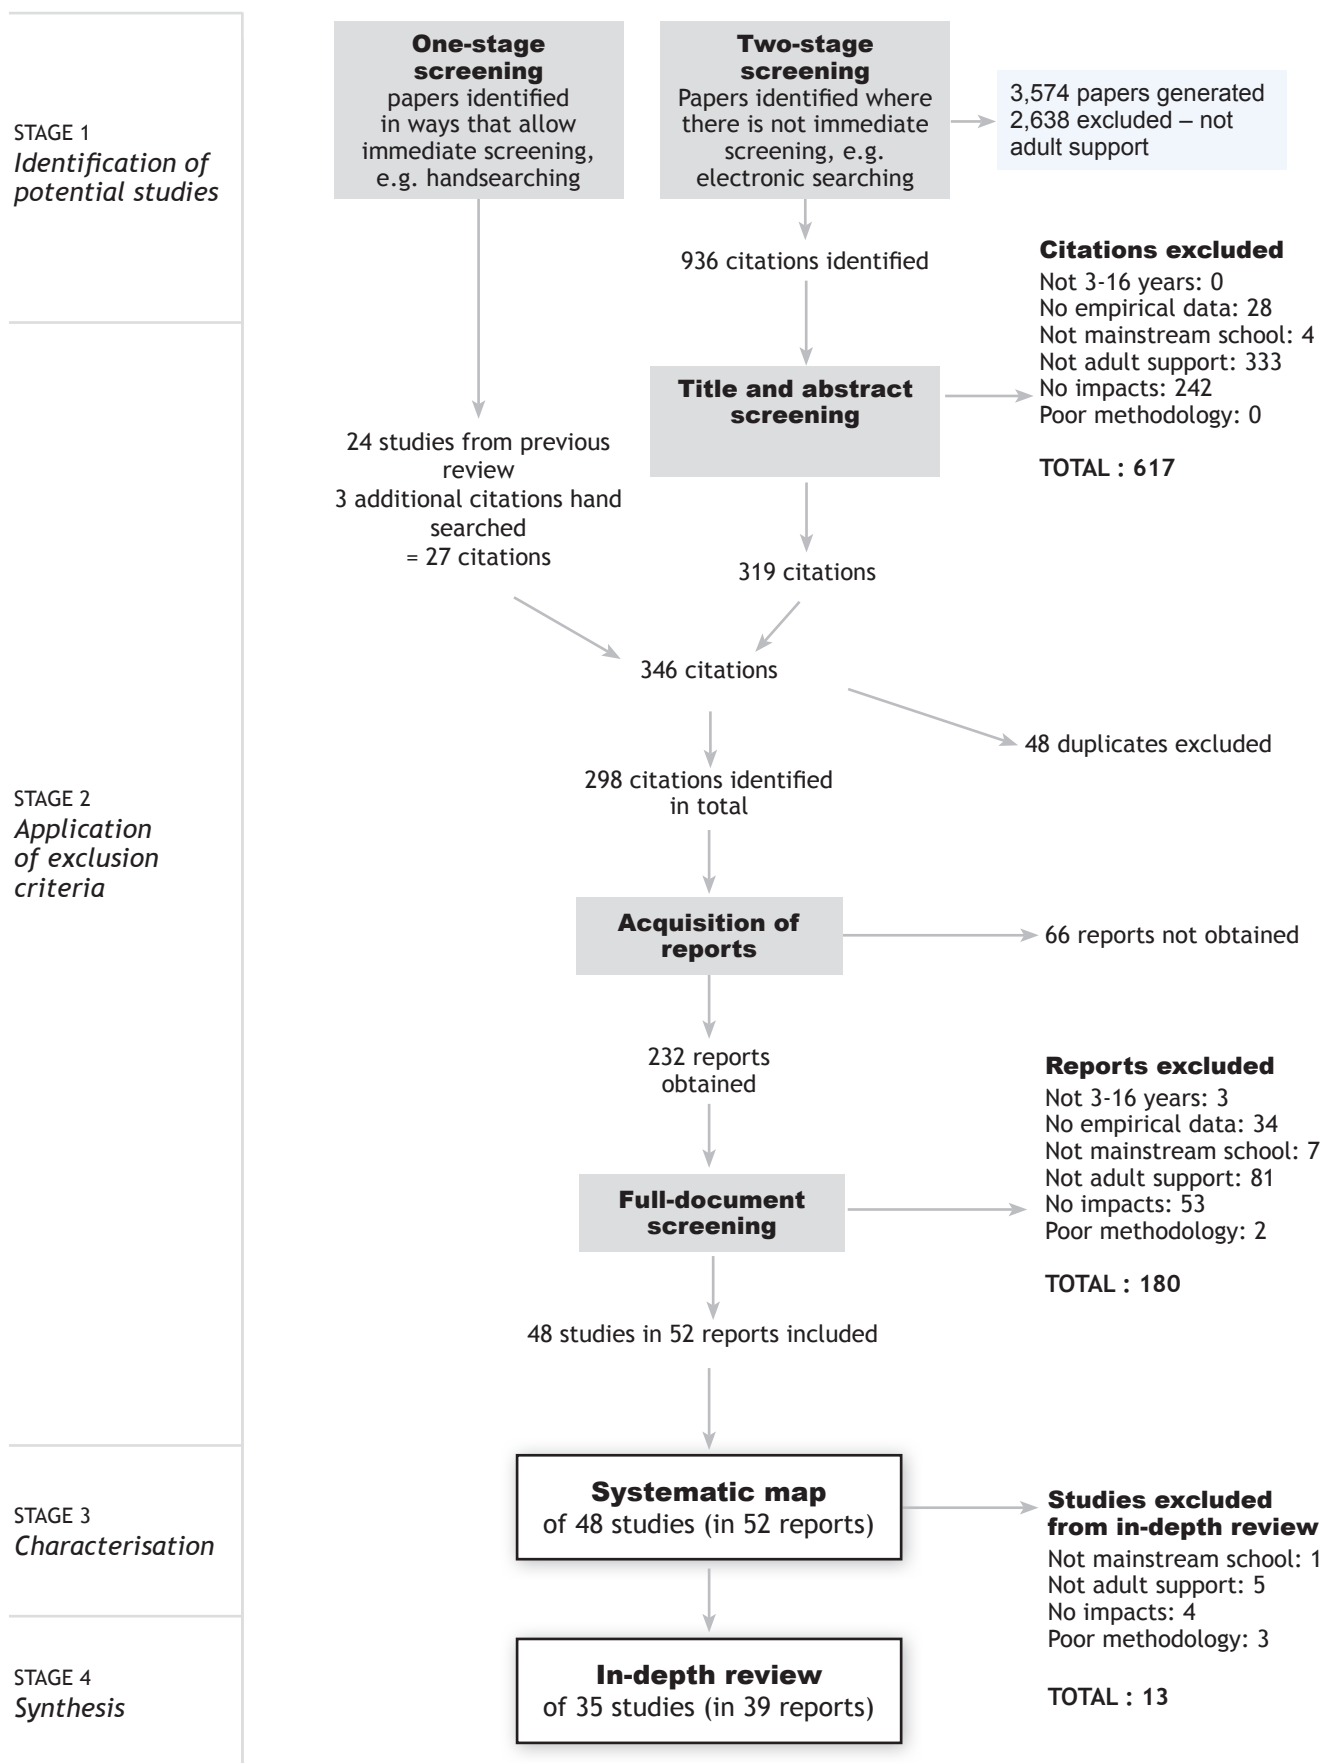 STAGE 1
Identification of
potential studies
One-stage
screening
papers identified
in ways that allow
immediate screening,
e.g. handsearching
Two-stage
screening
Papers identified where
there is not immediate
screening, e.g.
electronic searching
3,574 papers generated
2,638 excluded – not
adult support
936 citations identified
Citations excluded
Not 3-16 years: 0
No empirical data: 28
Not mainstream school: 4
Not adult support: 333
No impacts: 242
Poor methodology: 0
TOTAL : 617
Title and abstract
screening
24 studies from previous
review
3 additional citations hand
searched
= 27 citations
319 citations
346 citations
48 duplicates excluded
298 citations identified
in total
STAGE 2
Application
of exclusion
criteria
Acquisition of
reports
66 reports not obtained
232 reports
obtained
Reports excluded
Not 3-16 years: 3
No empirical data: 34
Not mainstream school: 7
Not adult support: 81
No impacts: 53
Poor methodology: 2
TOTAL : 180
Full-document
screening
48 studies in 52 reports included
STAGE 3
Characterisation
Systematic map
of 48 studies (in 52 reports)
Studies excluded
from in-depth review
Not mainstream school: 1
Not adult support: 5
No impacts: 4
Poor methodology: 3
TOTAL : 13
STAGE 4
Synthesis
In-depth review
of 35 studies (in 39 reports)